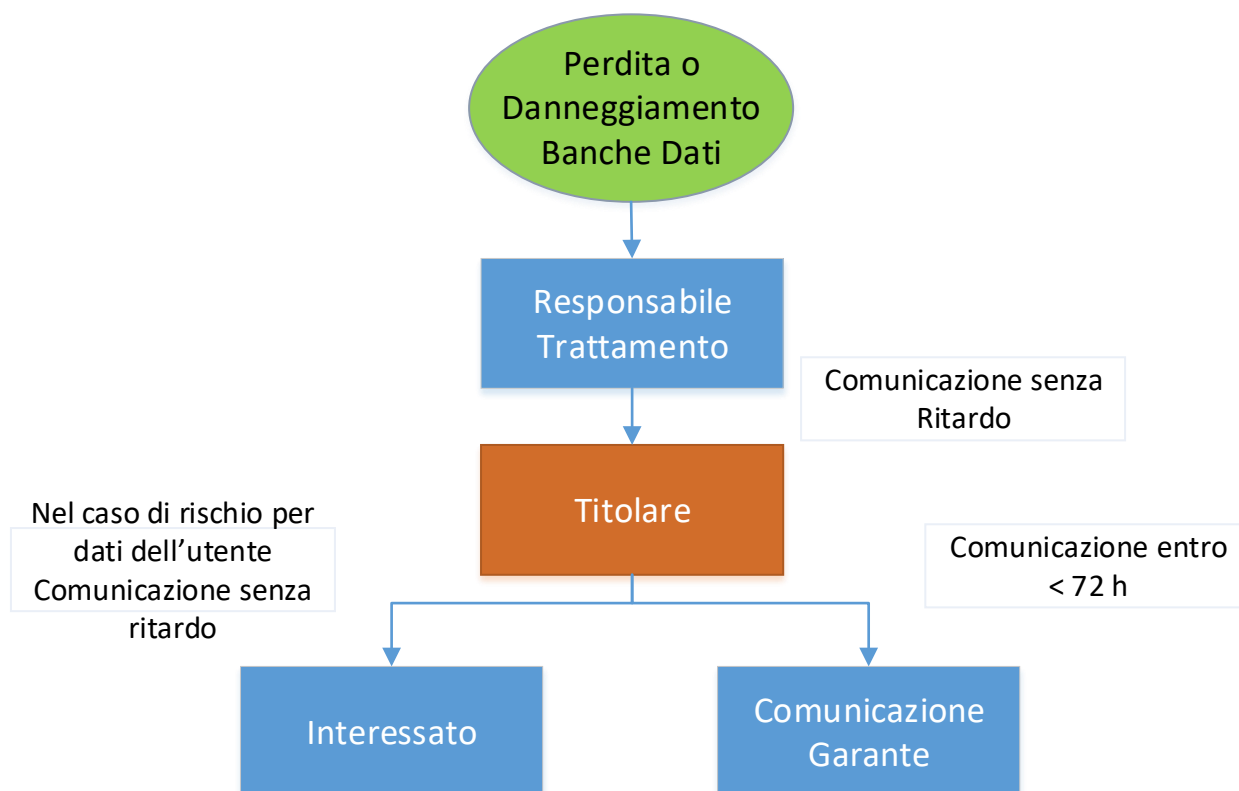 Perdita o
Danneggiamento
Banche Dati
Responsabile
Trattamento
Comunicazione senza
Ritardo
Titolare
Nel caso di rischio per
dati dell’utente
Comunicazione senza
ritardo
Comunicazione entro
< 72 h
Interessato
Comunicazione
Garante